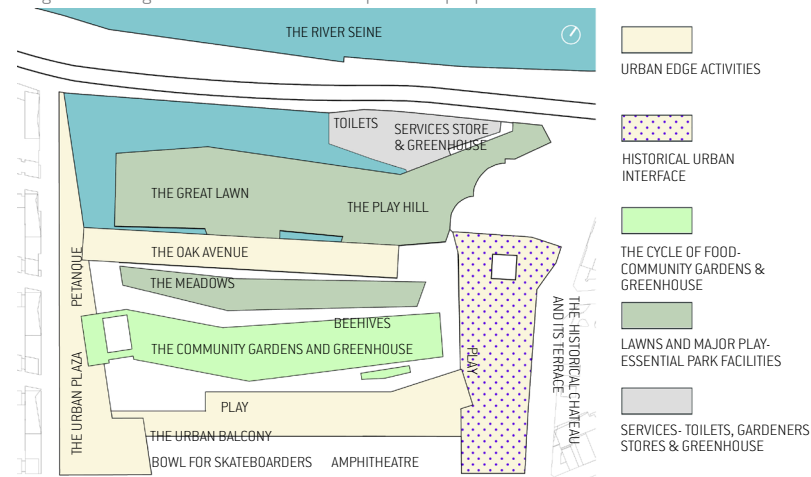 THE RIVER SEINE
TOILETS
SERVICES STORE
& GREENHOUSE
THE GREAT LAWN
THE PLAY HILL
THE OAK AVENUE
PETANQUE
THE MEADOWS
BEEHIVES
THE COMMUNITY GARDENS AND GREENHOUSE
PLAY
THE HISTORICAL CHATEAU
AND ITS TERRACE
THE URBAN PLAZA
PLAY
THE URBAN BALCONY
BOWL FOR SKATEBOARDERS
AMPHITHEATRE
URBAN EDGE ACTIVITIES
HISTORICAL URBAN
INTERFACE
THE CYCLE OF FOOD-
COMMUNITY GARDENS &
GREENHOUSE
LAWNS AND MAJOR PLAY-
ESSENTIAL PARK FACILITIES
SERVICES- TOILETS, GARDENERS
STORES & GREENHOUSE